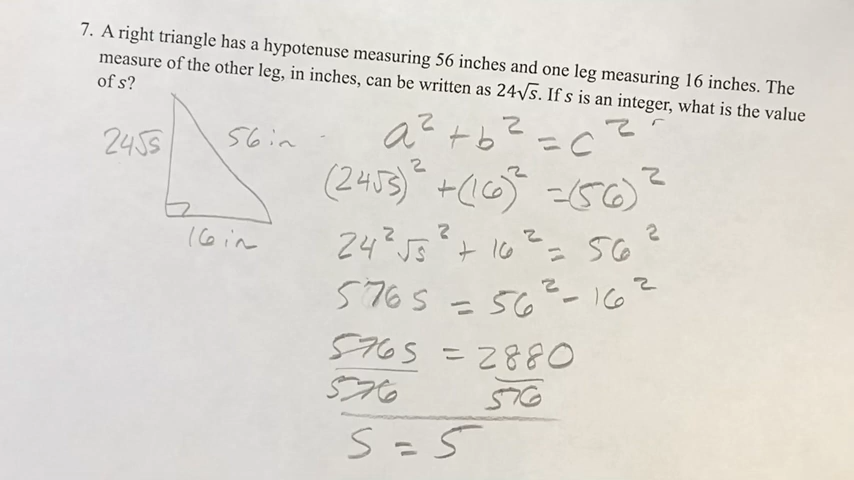 7. A right triangle has a hypotenuse measuring 56 inches and one leg measuring 16 inches. The
measure of the other leg, in inches, can be written as 24√s. If s is an integer, what is the value
of s?
24√s
56 in
16 in
a² + b² = c²
(24√s)² + (16)² = (56)²
24² √s² + 16² = 56²
576s = 56² - 16²
576s = 2880
576 576
s = 5